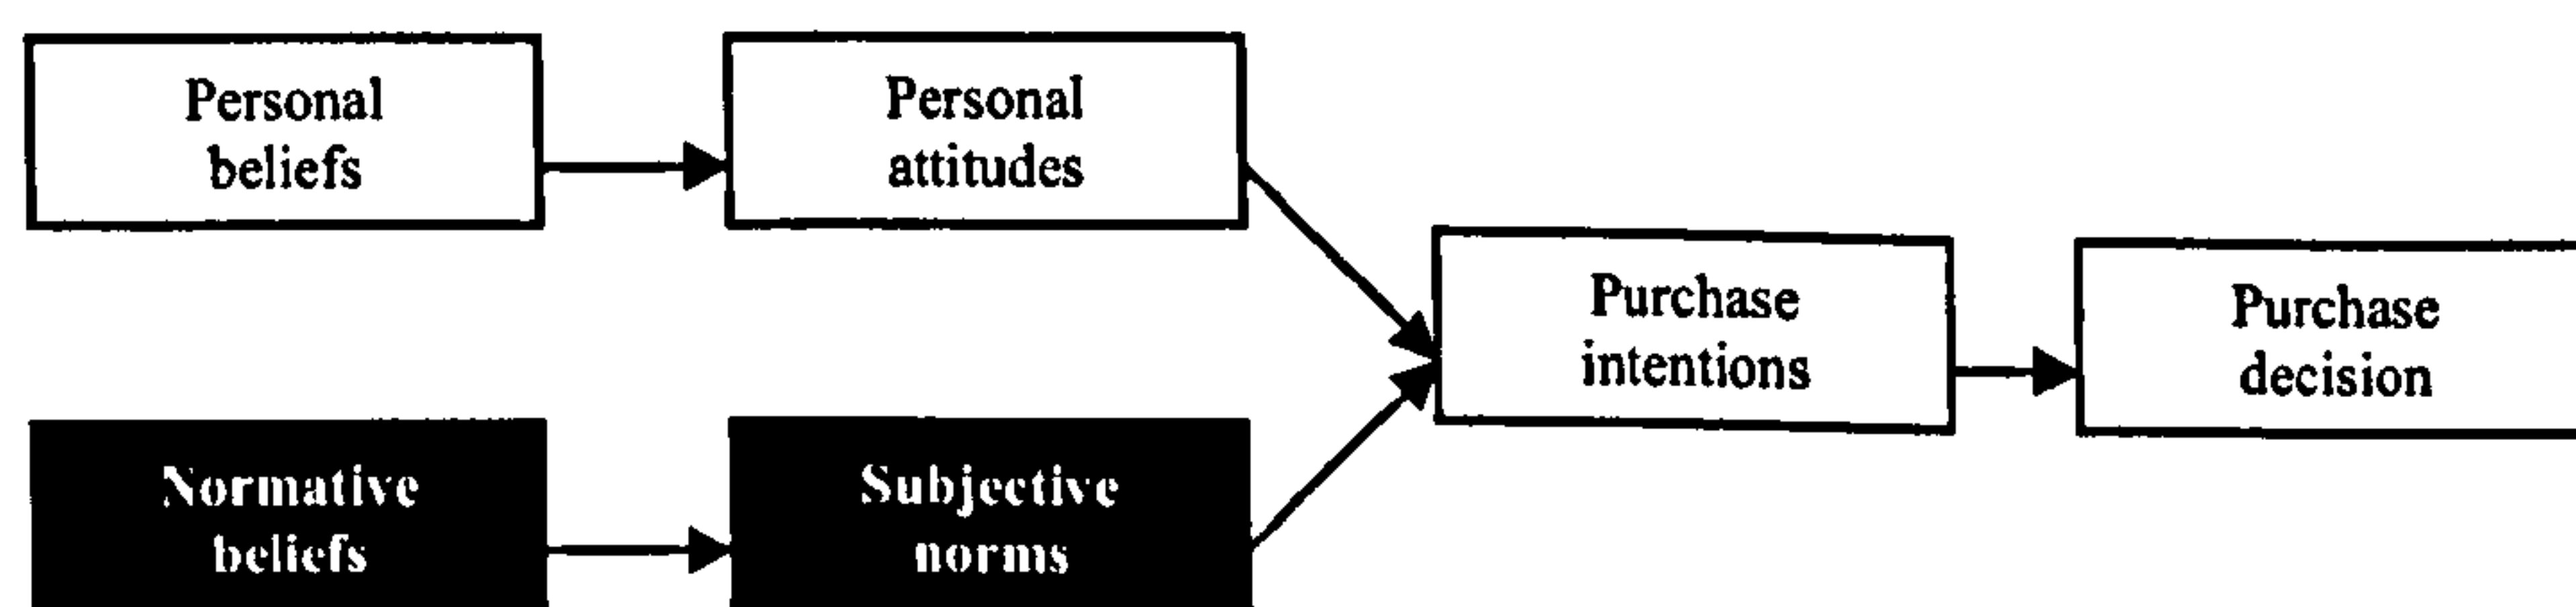 Personal
beliefs
Personal
attitudes
Purchase
intentions
Purchase
decision
Normative
beliefs
Subjective
norms